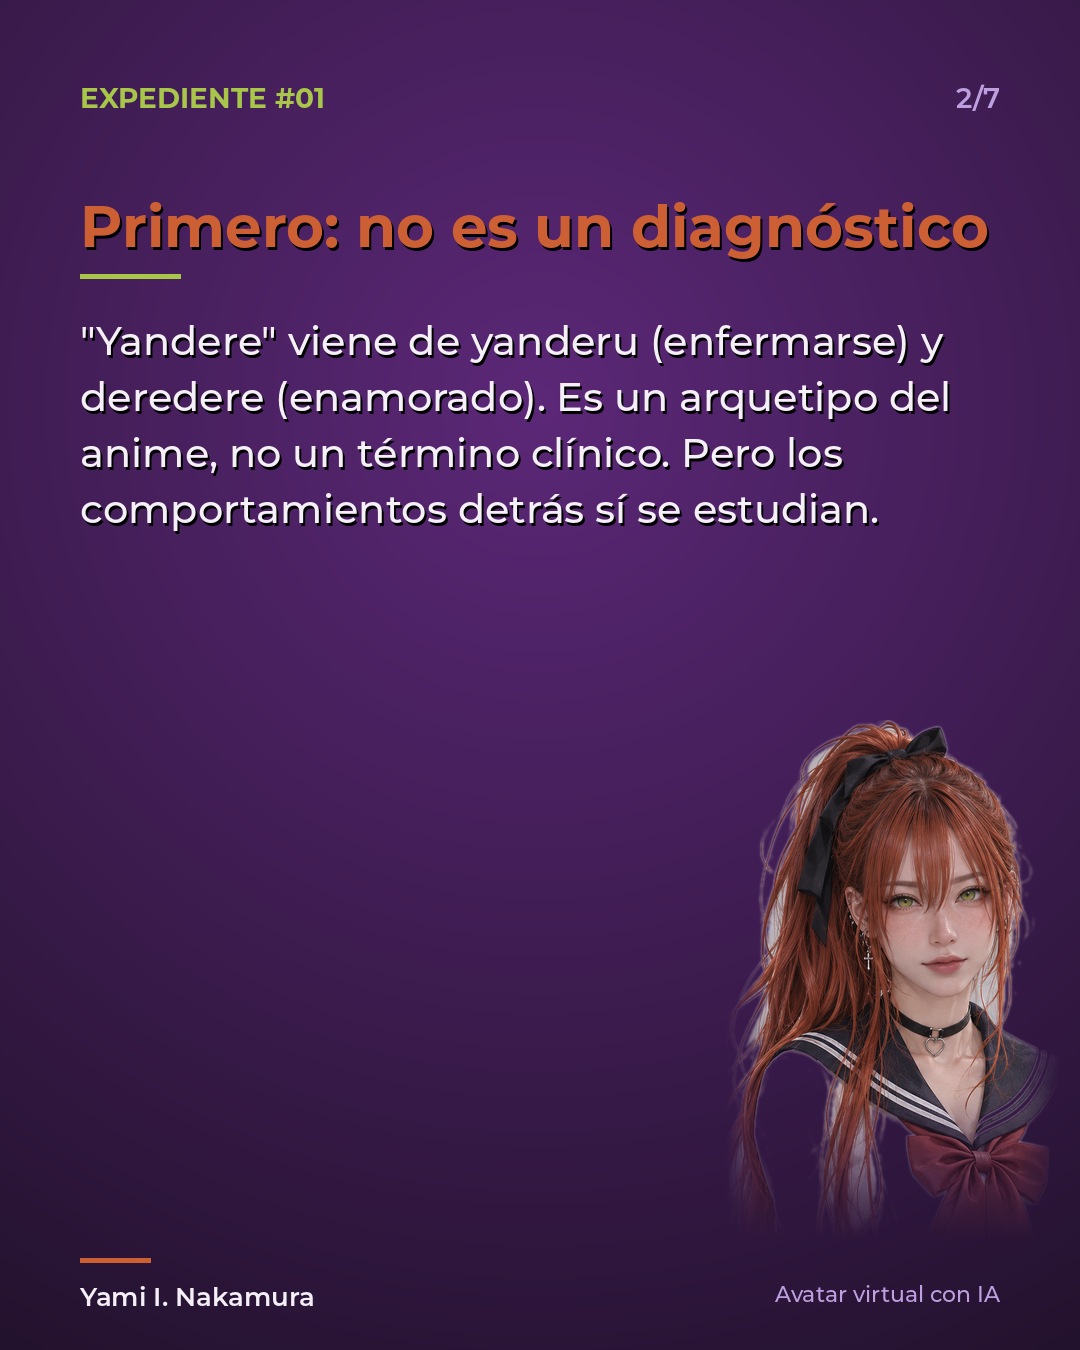 EXPEDIENTE #01
2/7
Primero: no es un diagnóstico
"Yandere" viene de yanderu (enfermarse) y
deredere (enamorado). Es un arquetipo del
anime, no un término clínico. Pero los
comportamientos detrás sí se estudian.
Yami I. Nakamura
Avatar virtual con IA